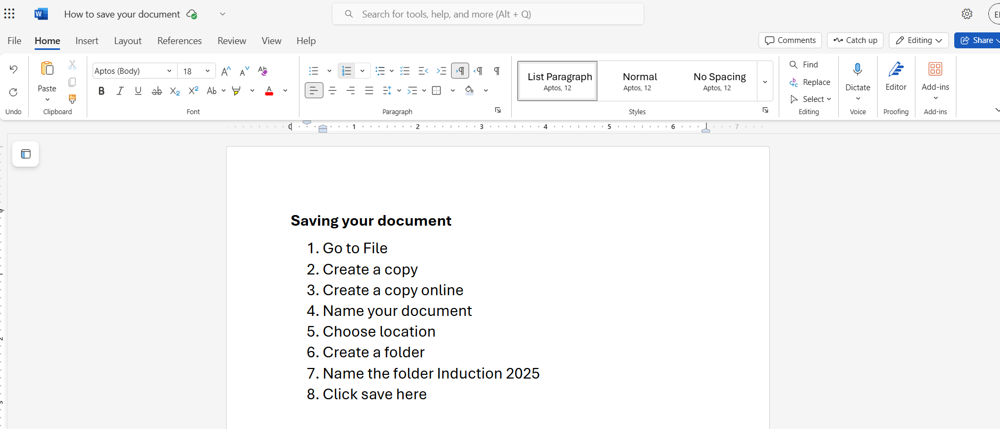 How to save your document
Search for tools, help, and more (Alt + Q)
File Home Insert Layout References Review View Help
Comments Catch up Editing Share
Paste
Aptos (Body) 18
List Paragraph
Aptos, 12
Normal
Aptos, 12
No Spacing
Aptos, 12
Find
Replace
Select
Dictate
Editor
Add-ins
Undo Clipboard Font Paragraph Styles Editing Voice Proofing Add-ins
0 1 2 3 4 5 6 7
Saving your document
1. Go to File
2. Create a copy
3. Create a copy online
4. Name your document
5. Choose location
6. Create a folder
7. Name the folder Induction 2025
8. Click save here